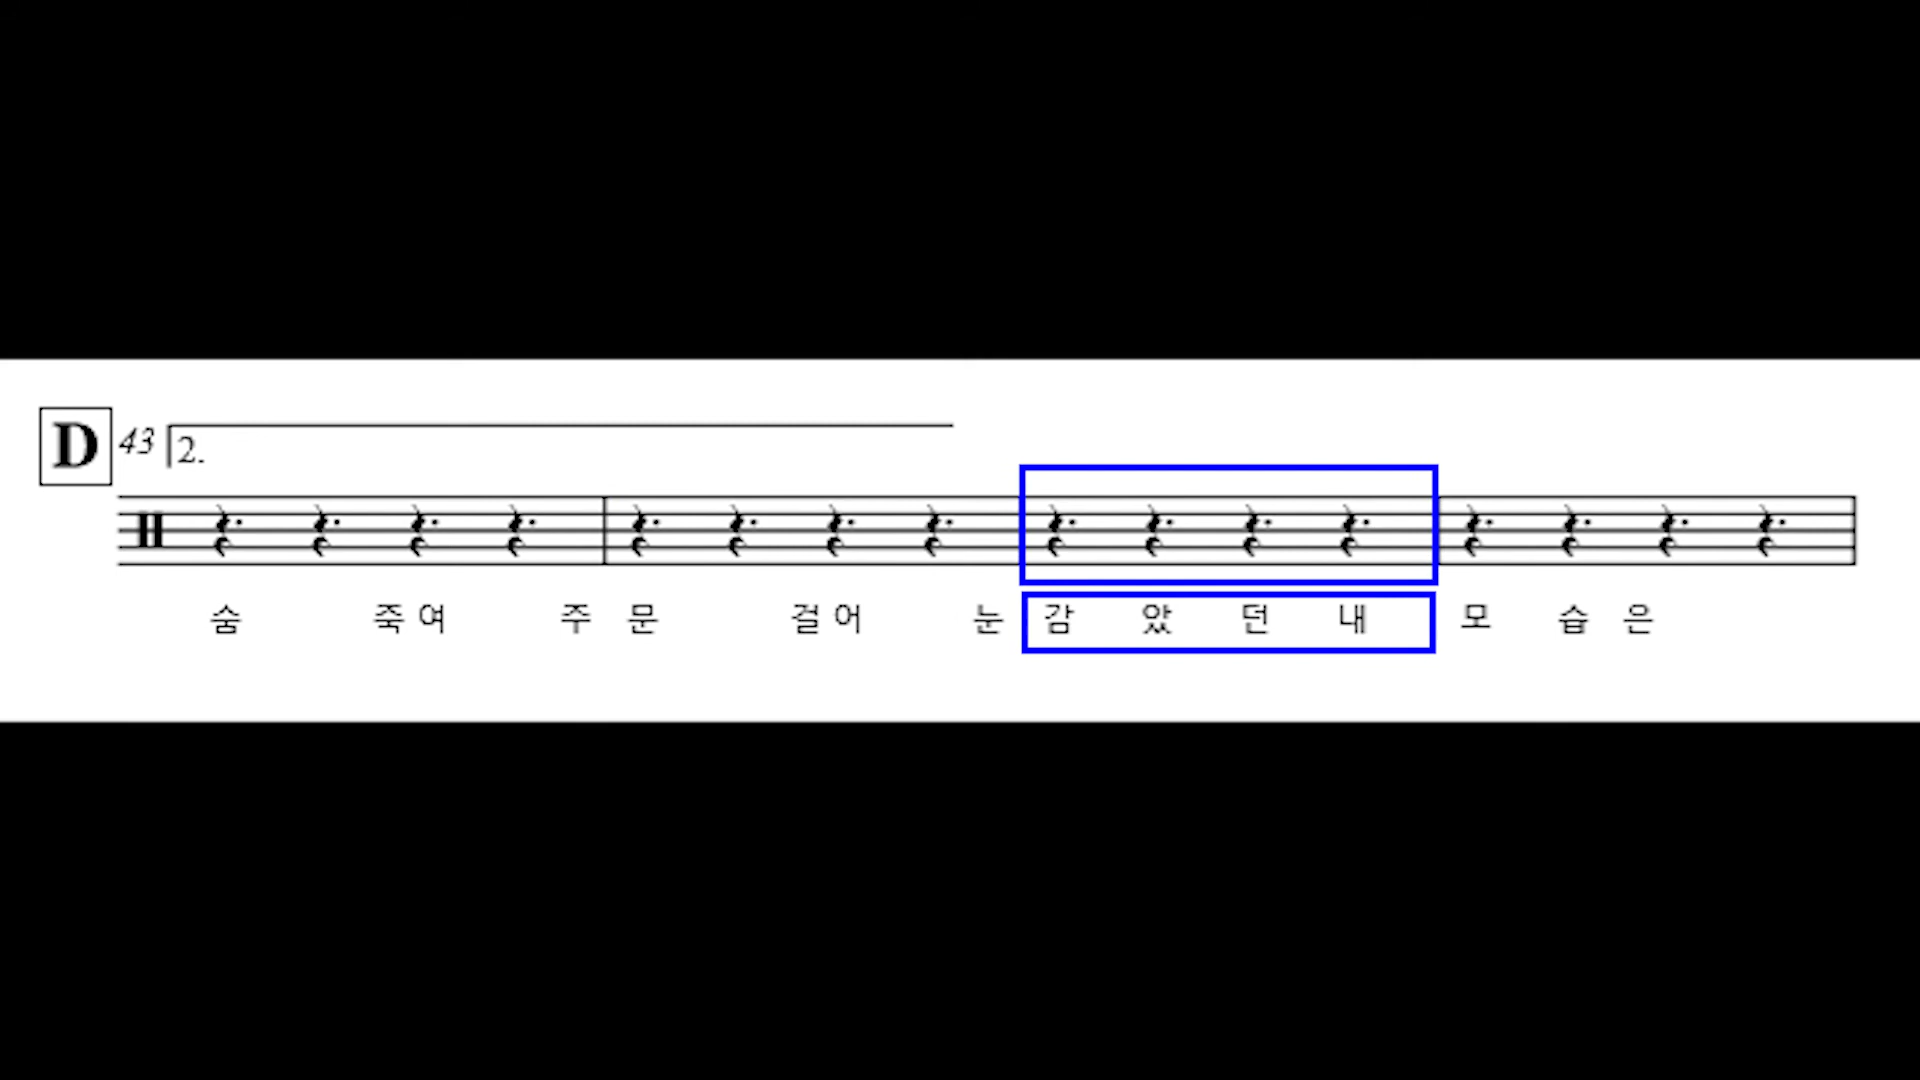 D 43 2.
숨 죽 여 주 문 걸 어 눈 감 았 던 내 모 습 은